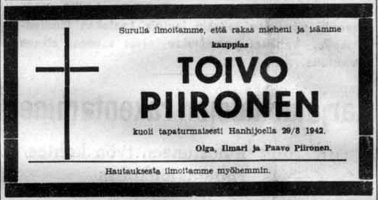 Surulla ilmoitamme, että rakas mieheni ja isämme
kauppias
TOIVO
PIIRONEN
kuoli tapaturmaisesti Hanhijoella 29/8 1942.
Olga, Ilmari ja Paavo Piironen.
Hautauksesta ilmoitamme myöhemmin.